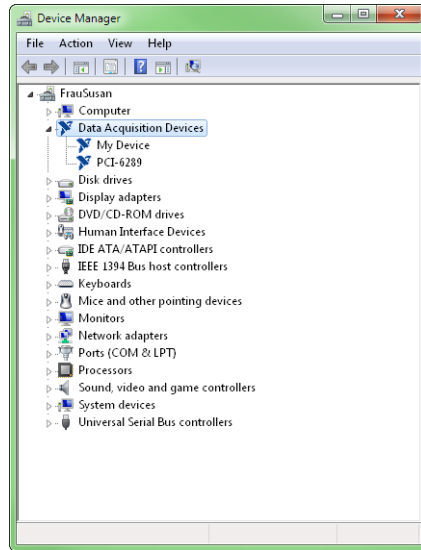 Device Manager
File Action View Help
FrauSusan
Computer
Data Acquisition Devices
My Device
PCI-6289
Disk drives
Display adapters
DVD/CD-ROM drives
Human Interface Devices
IDE ATA/ATAPI controllers
IEEE 1394 Bus host controllers
Keyboards
Mice and other pointing devices
Monitors
Network adapters
Ports (COM & LPT)
Processors
Sound, video and game controllers
System devices
Universal Serial Bus controllers